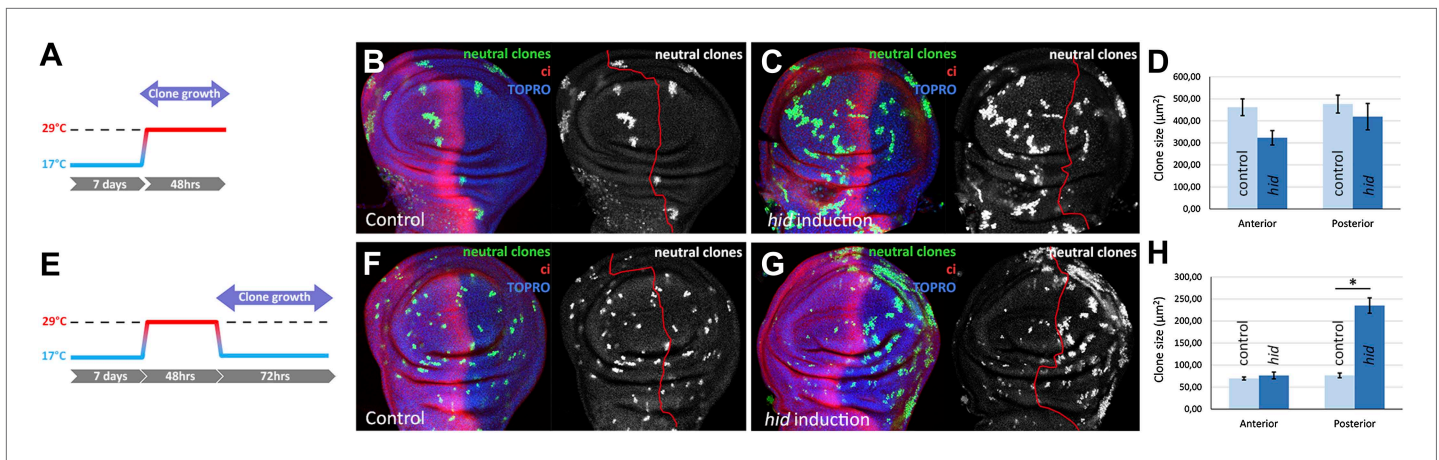 A
Clone growth
29°C
17°C
7 days
48hrs
B
neutral clones
ci
TOPRO
Control
neutral clones
C
neutral clones
ci
TOPRO
hid induction
neutral clones
D
600,00
500,00
400,00
300,00
200,00
100,00
0,00
Clone size (µm²)
control
hid
control
hid
Anterior
Posterior
E
Clone growth
29°C
17°C
7 days
48hrs
72hrs
F
neutral clones
ci
TOPRO
Control
neutral clones
G
neutral clones
ci
TOPRO
hid induction
neutral clones
H
300,00
250,00
200,00
150,00
100,00
50,00
0,00
Clone size (µm²)
control
hid
control
hid
*
Anterior
Posterior